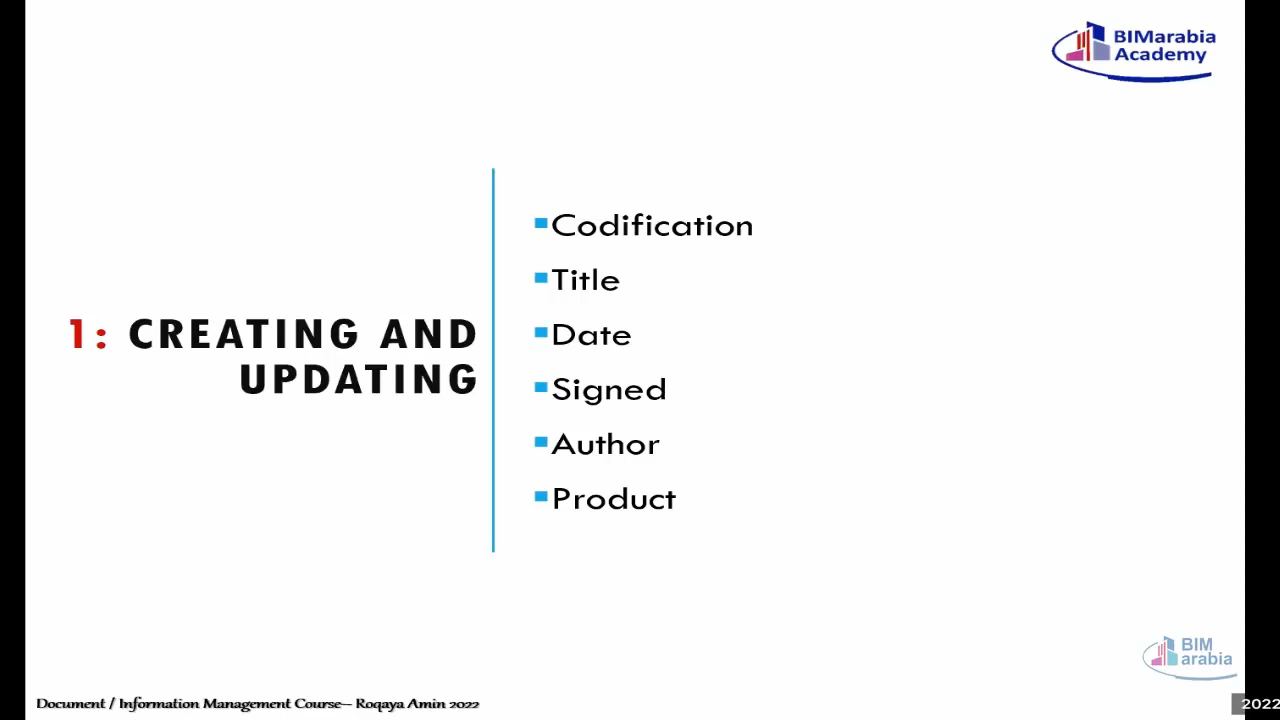 BIMarabia
Academy
1: CREATING AND
UPDATING
Codification
Title
Date
Signed
Author
Product
BIM
arabia
Document / Information Management Course-- Roqaya Amin 2022
2022